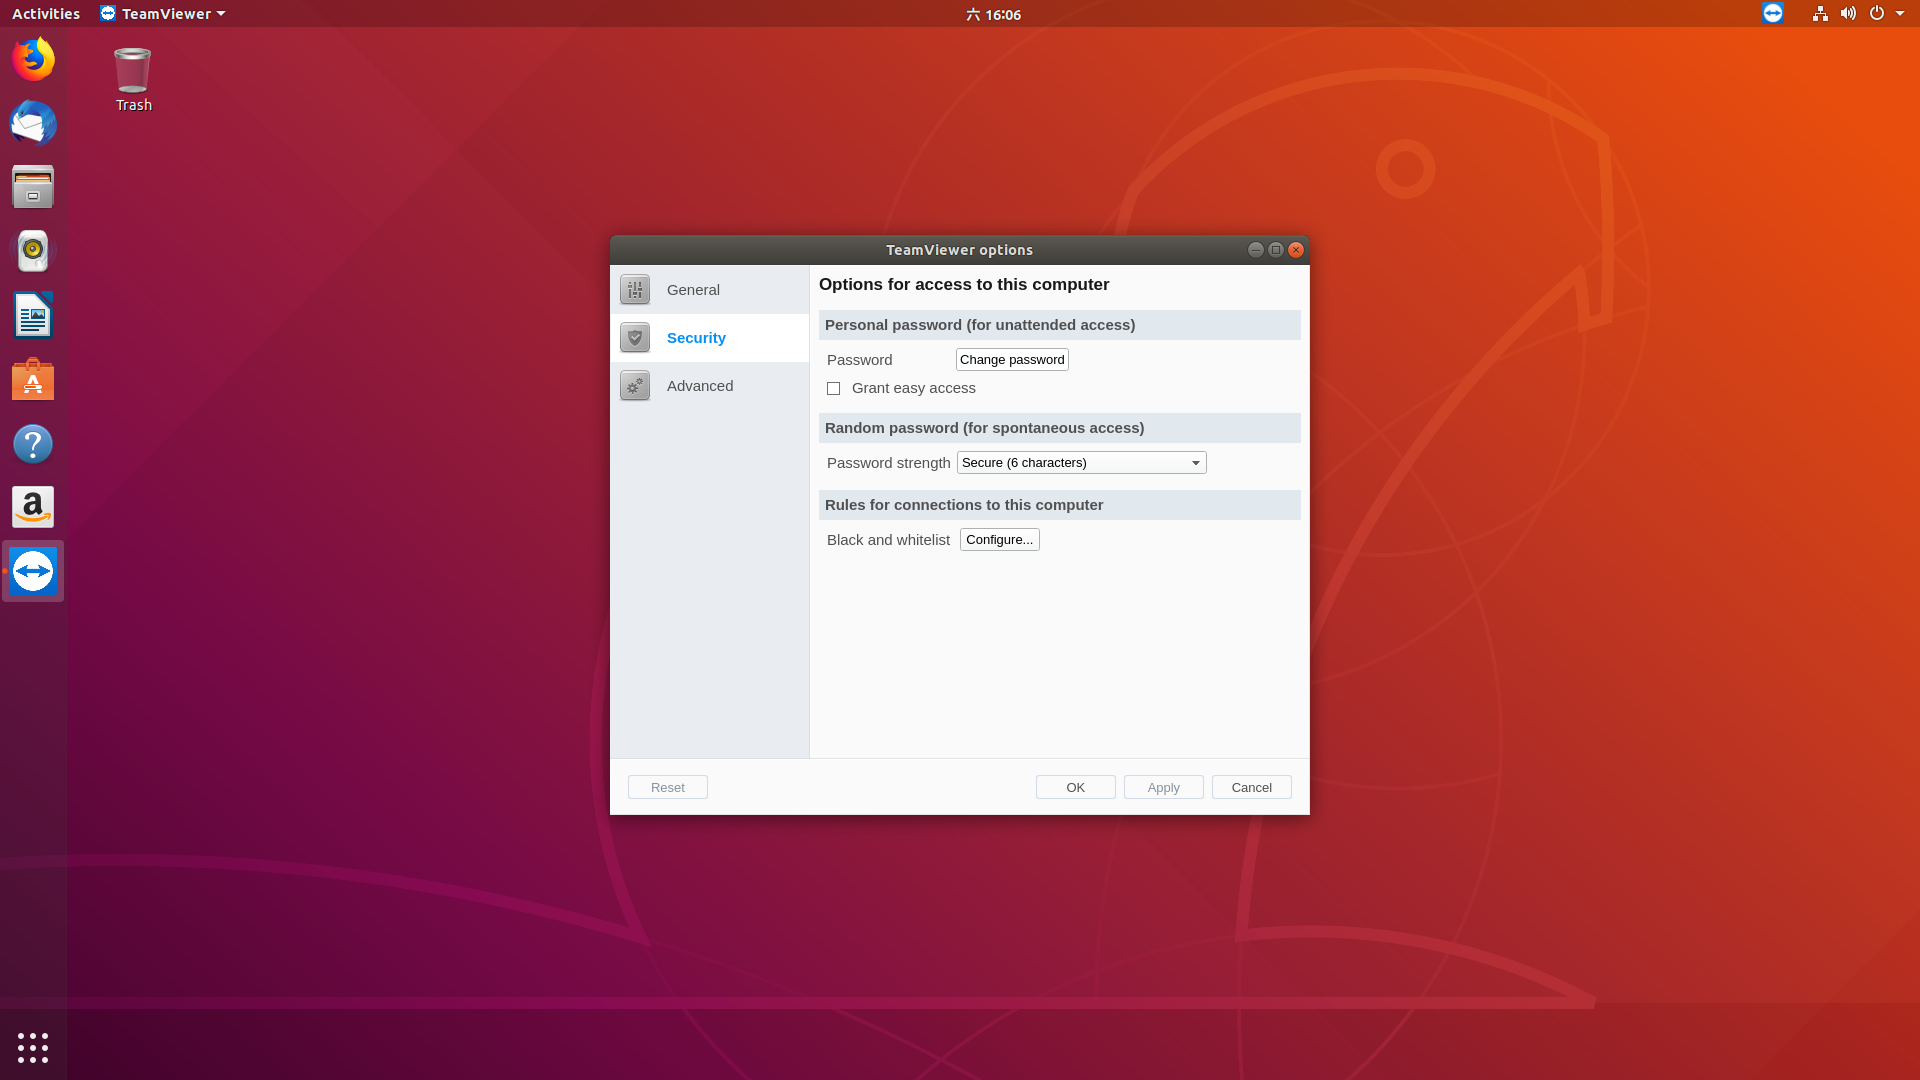 Activities
TeamViewer
六 16:06
Trash
TeamViewer options
General
Security
Advanced
Options for access to this computer
Personal password (for unattended access)
Password Change password
Grant easy access
Random password (for spontaneous access)
Password strength Secure (6 characters)
Rules for connections to this computer
Black and whitelist Configure...
Reset OK Apply Cancel